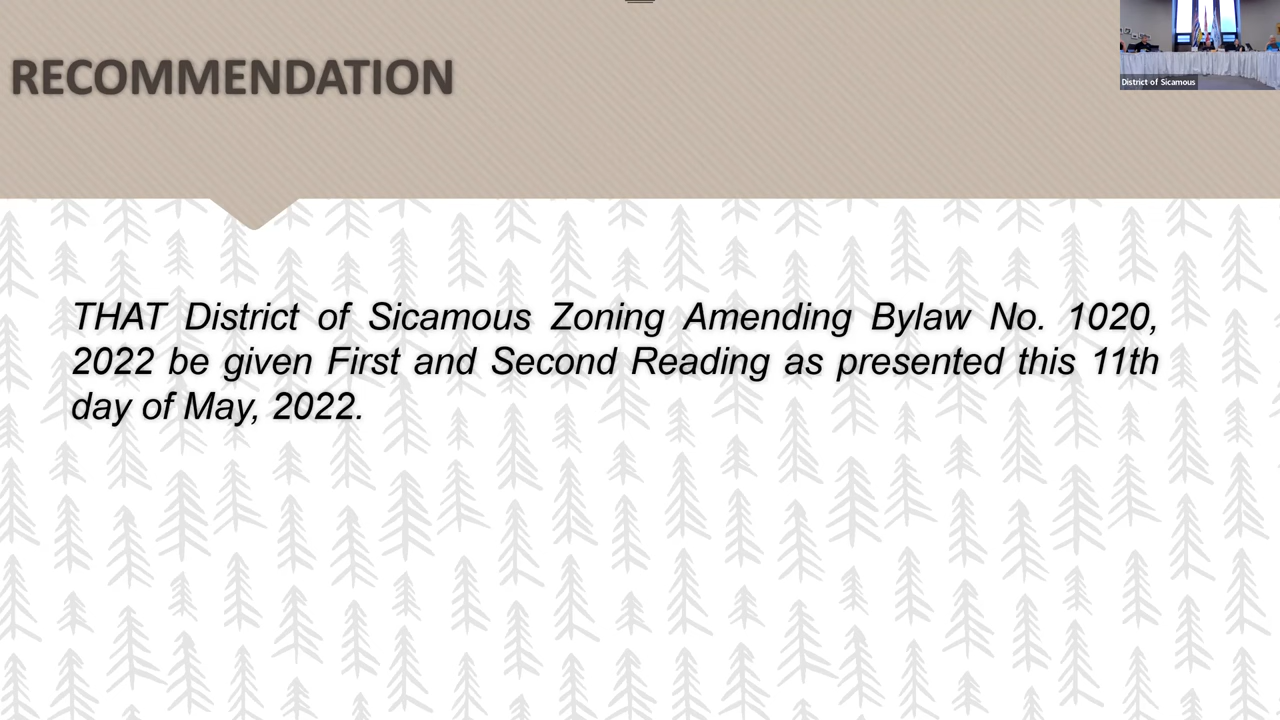 RECOMMENDATION
District of Sicamous
THAT District of Sicamous Zoning Amending Bylaw No. 1020,
2022 be given First and Second Reading as presented this 11th
day of May, 2022.